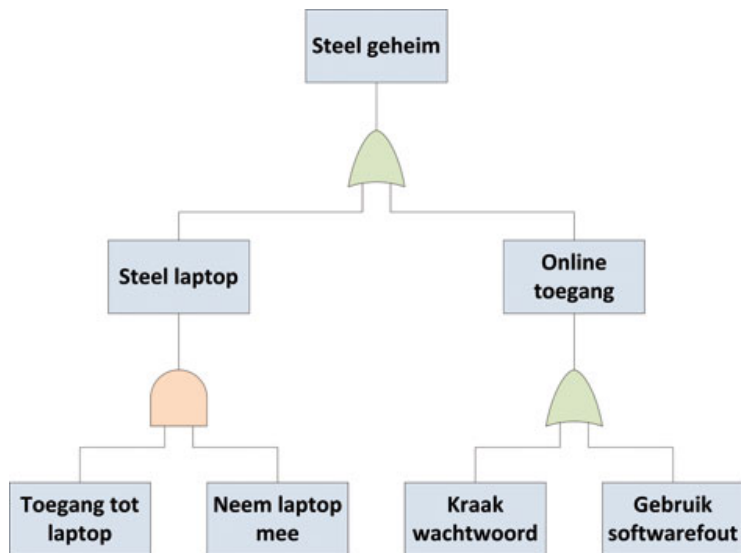 Steel geheim
Steel laptop
Online
toegang
Toegang tot
laptop
Neem laptop
mee
Kraak
wachtwoord
Gebruik
softwarefout